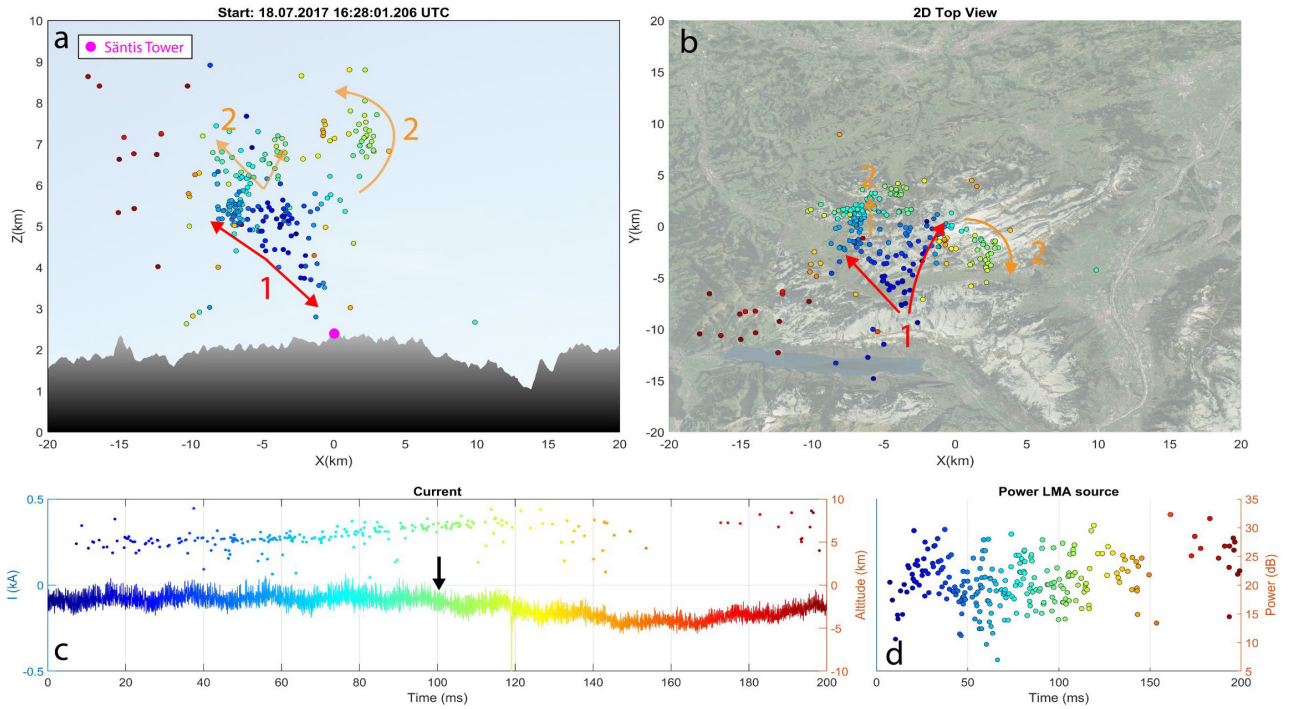 Start: 18.07.2017 16:28:01.206 UTC
a
Säntis Tower
10
9
8
7
6
5
4
3
2
1
0
Z(km)
2
2
1
-20 -15 -10 -5 0 5 10 15 20
X(km)
2D Top View
b
20
15
10
5
0
-5
-10
-15
-20
Y(km)
2
2
1
-20 -15 -10 -5 0 5 10 15 20
X(km)
Current
0.5
0
-0.5
I (kA)
10
5
0
-5
-10
Altitude (km)
c
0 20 40 60 80 100 120 140 160 180 200
Time (ms)
Power LMA source
35
30
25
20
15
10
5
Power (dB)
d
0 50 100 150 200
Time (ms)